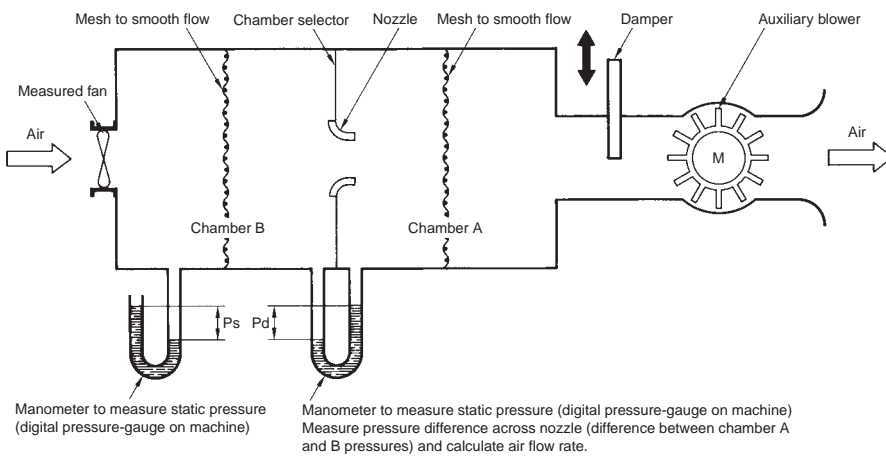 Mesh to smooth flow
Chamber selector
Nozzle
Mesh to smooth flow
Damper
Auxiliary blower
Measured fan
Air
M
Air
Chamber B
Chamber A
Ps
Pd
Manometer to measure static pressure
(digital pressure-gauge on machine)
Manometer to measure static pressure (digital pressure-gauge on machine)
Measure pressure difference across nozzle (difference between chamber A
and B pressures) and calculate air flow rate.